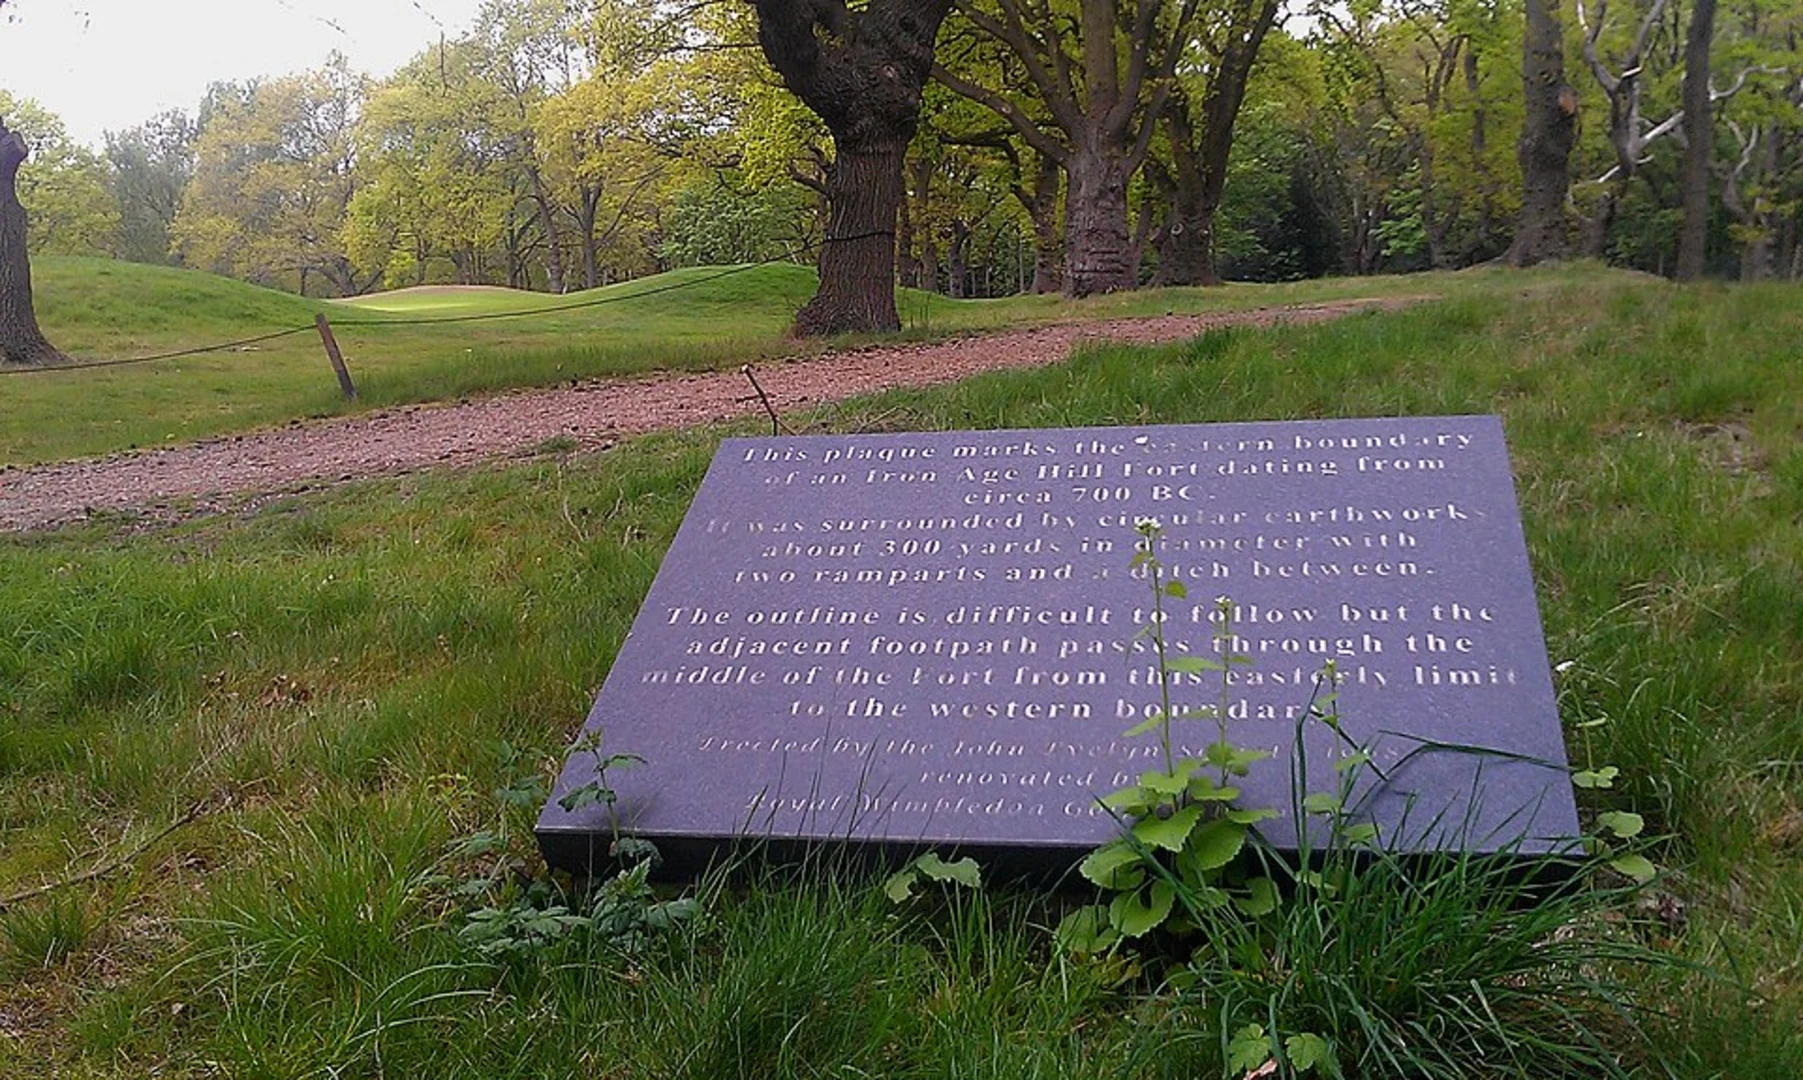 This plaque marks the eastern boundary
of an Iron Age Hill Fort dating from
circa 700 BC.
It was surrounded by circular earthworks
about 300 yards in diameter with
two ramparts and a ditch between.
The outline is difficult to follow but the
adjacent footpath passes through the
middle of the Fort from this easterly limit
to the western boundary
Erected by the John Evelyn Society
renovated by
Royal Wimbledon